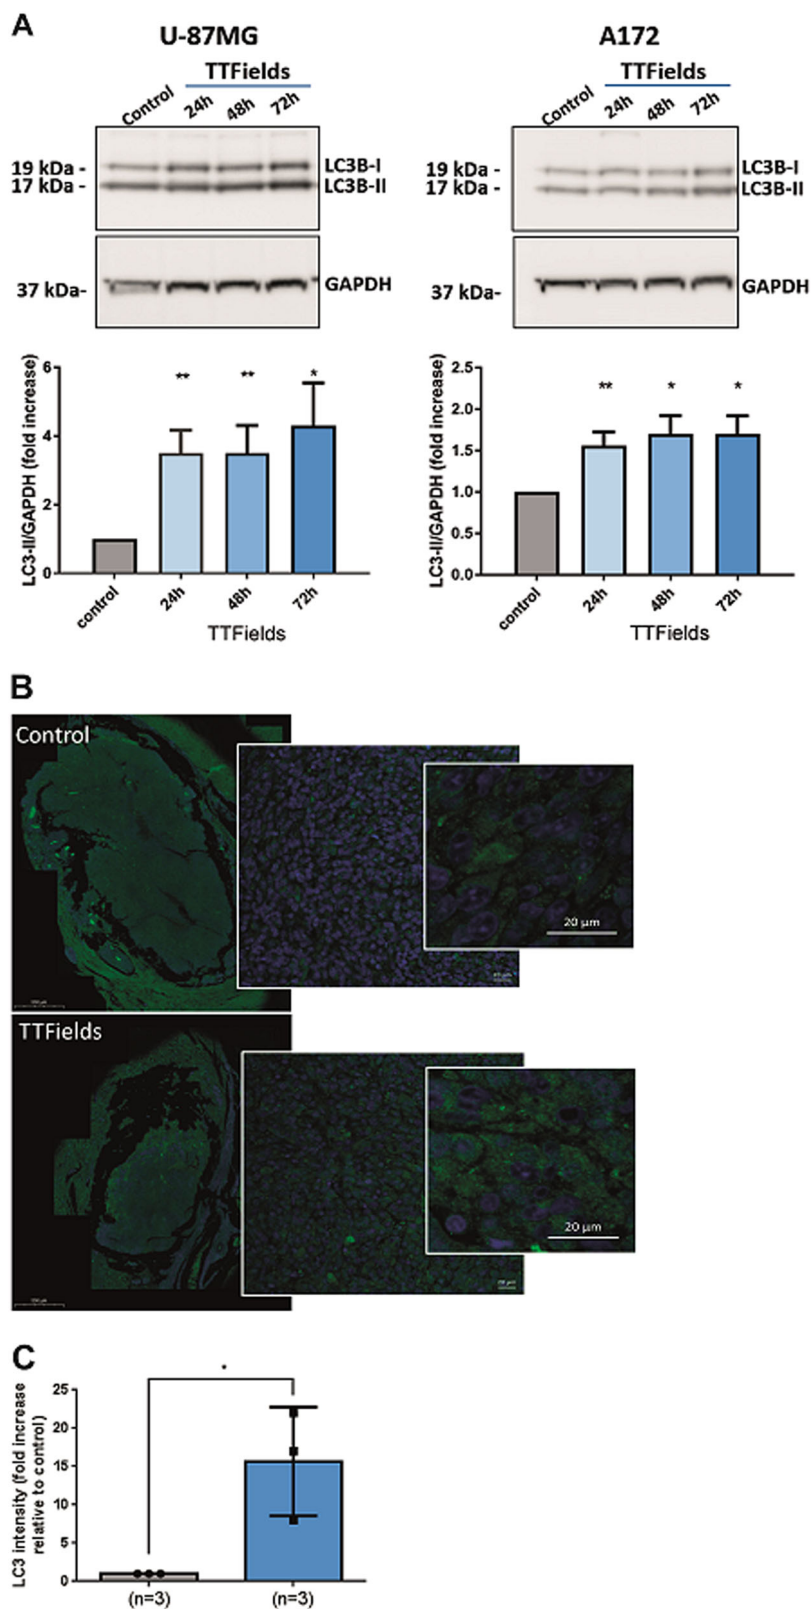 A
U-87MG
TTFields
Control 24h 48h 72h
19 kDa -
17 kDa -
LC3B-I
LC3B-II
37 kDa-
GAPDH
A172
TTFields
Control 24h 48h 72h
19 kDa -
17 kDa -
LC3B-I
LC3B-II
37 kDa-
GAPDH
LC3-II/GAPDH (fold increase)
6
4
2
0
** ** *
control 24h 48h 72h
TTFields
LC3-II/GAPDH (fold increase)
2.5
2.0
1.5
1.0
0.5
0.0
** * *
control 24h 48h 72h
TTFields
B
Control
20 µm
TTFields
20 µm
20 µm
C
LC3 intensity (fold increase
relative to control)
25
20
15
10
5
0
*
(n=3) (n=3)